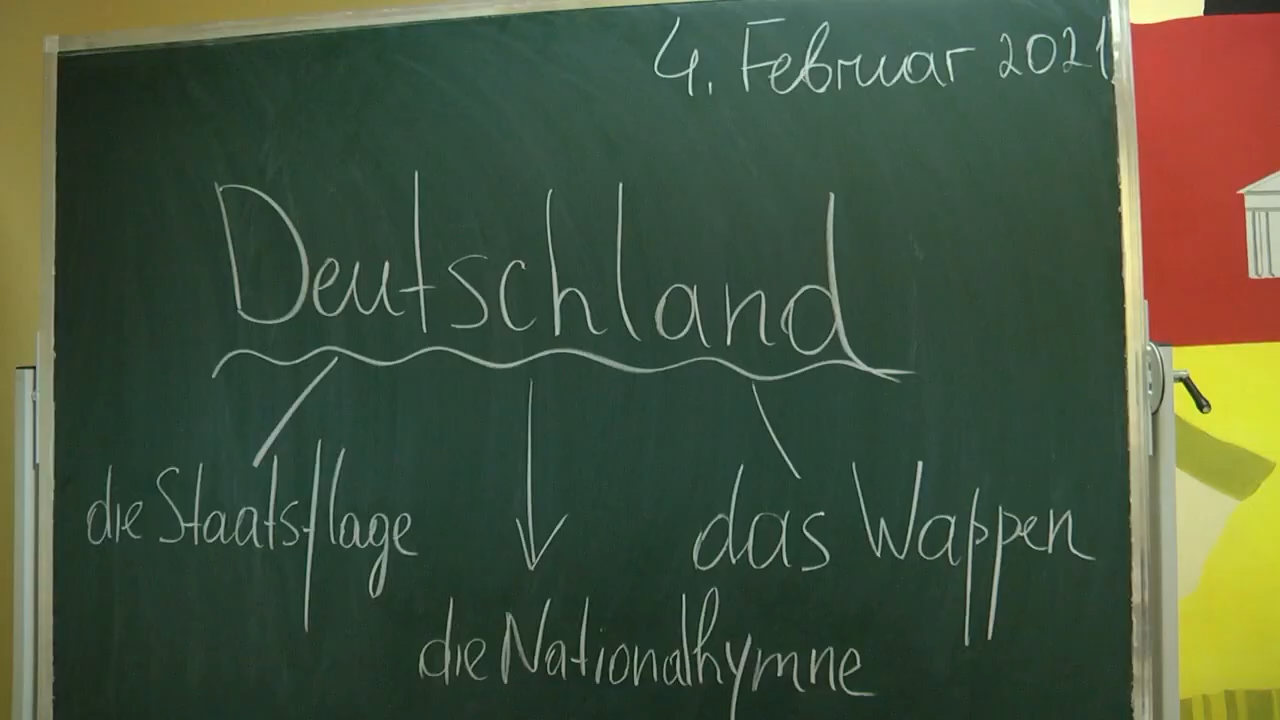 4. Februar 2021
Deutschland
die Staatsflage
das Wappen
die Nationalhymne